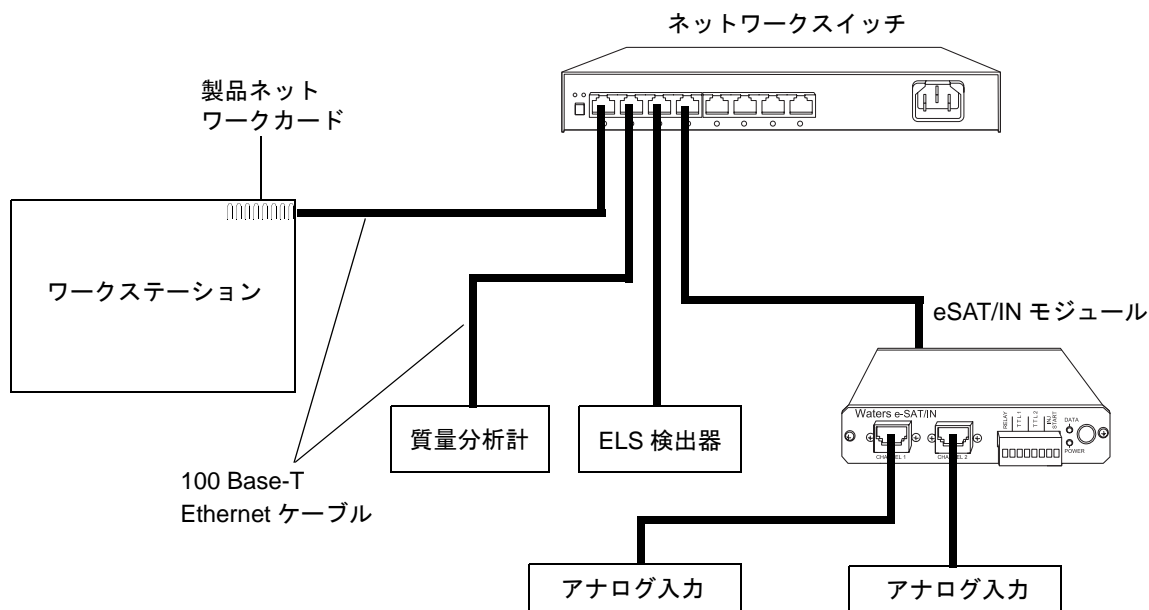 ネットワークスイッチ
製品ネット
ワークカード
ワークステーション
eSAT/IN モジュール
Waters e-SAT/IN
RELAY
TTL1
TTL2
INJ
START
DATA
POWER
CHANNEL 1
CHANNEL 2
質量分析計
ELS 検出器
100 Base-T
Ethernet ケーブル
アナログ入力
アナログ入力